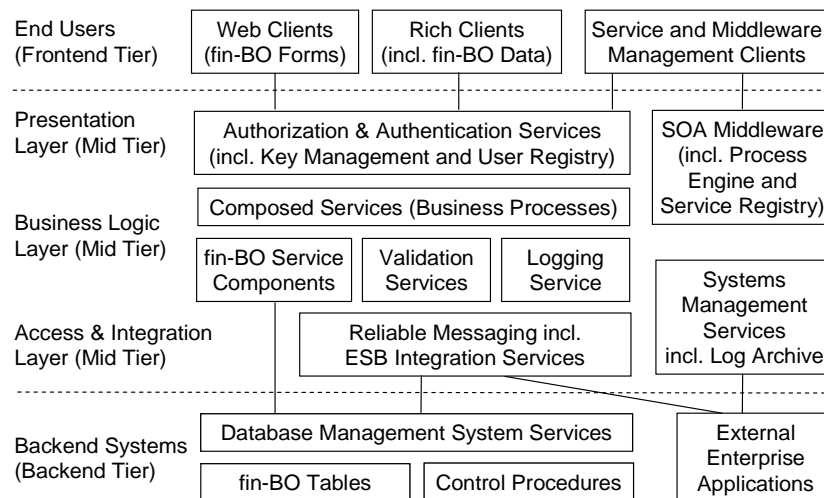 End Users
(Frontend Tier)
Web Clients
(fin-BO Forms)
Rich Clients
(incl. fin-BO Data)
Service and Middleware
Management Clients
Presentation
Layer (Mid Tier)
Authorization & Authentication Services
(incl. Key Management and User Registry)
SOA Middleware
(incl. Process
Engine and
Service Registry)
Composed Services (Business Processes)
Business Logic
Layer (Mid Tier)
fin-BO Service
Components
Validation
Services
Logging
Service
Systems
Management
Services
incl. Log Archive
Access & Integration
Layer (Mid Tier)
Reliable Messaging incl.
ESB Integration Services
Backend Systems
(Backend Tier)
Database Management System Services
External
Enterprise
Applications
fin-BO Tables
Control Procedures